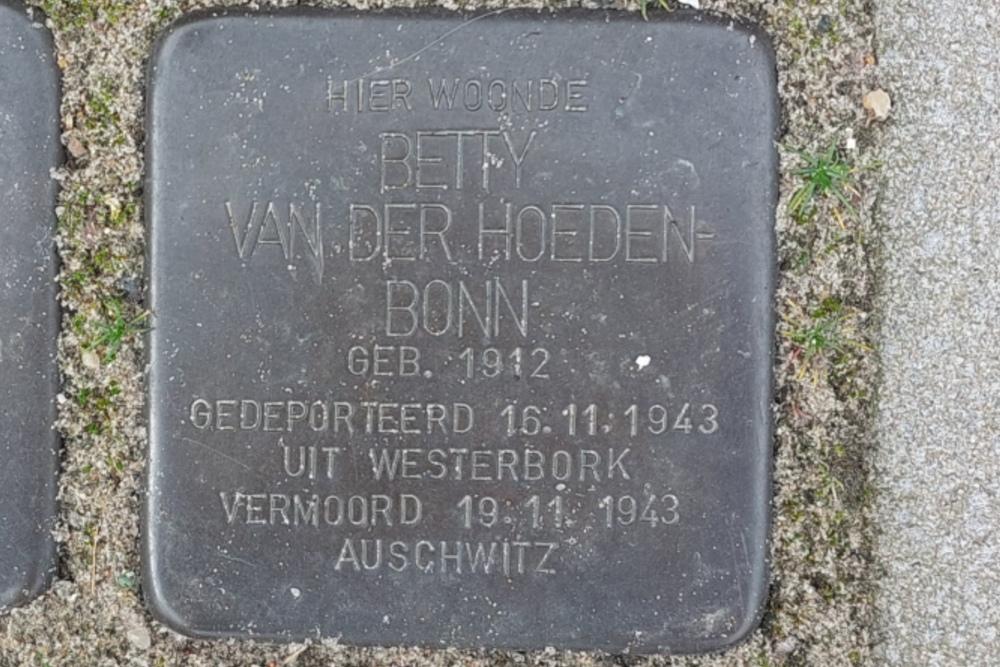 HIER WOONDE
BETTY
VAN DER HOEDEN-
BONN
GEB. 1912
GEDEPORTEERD 16.11.1943
UIT WESTERBORK
VERMOORD 19.11.1943
AUSCHWITZ